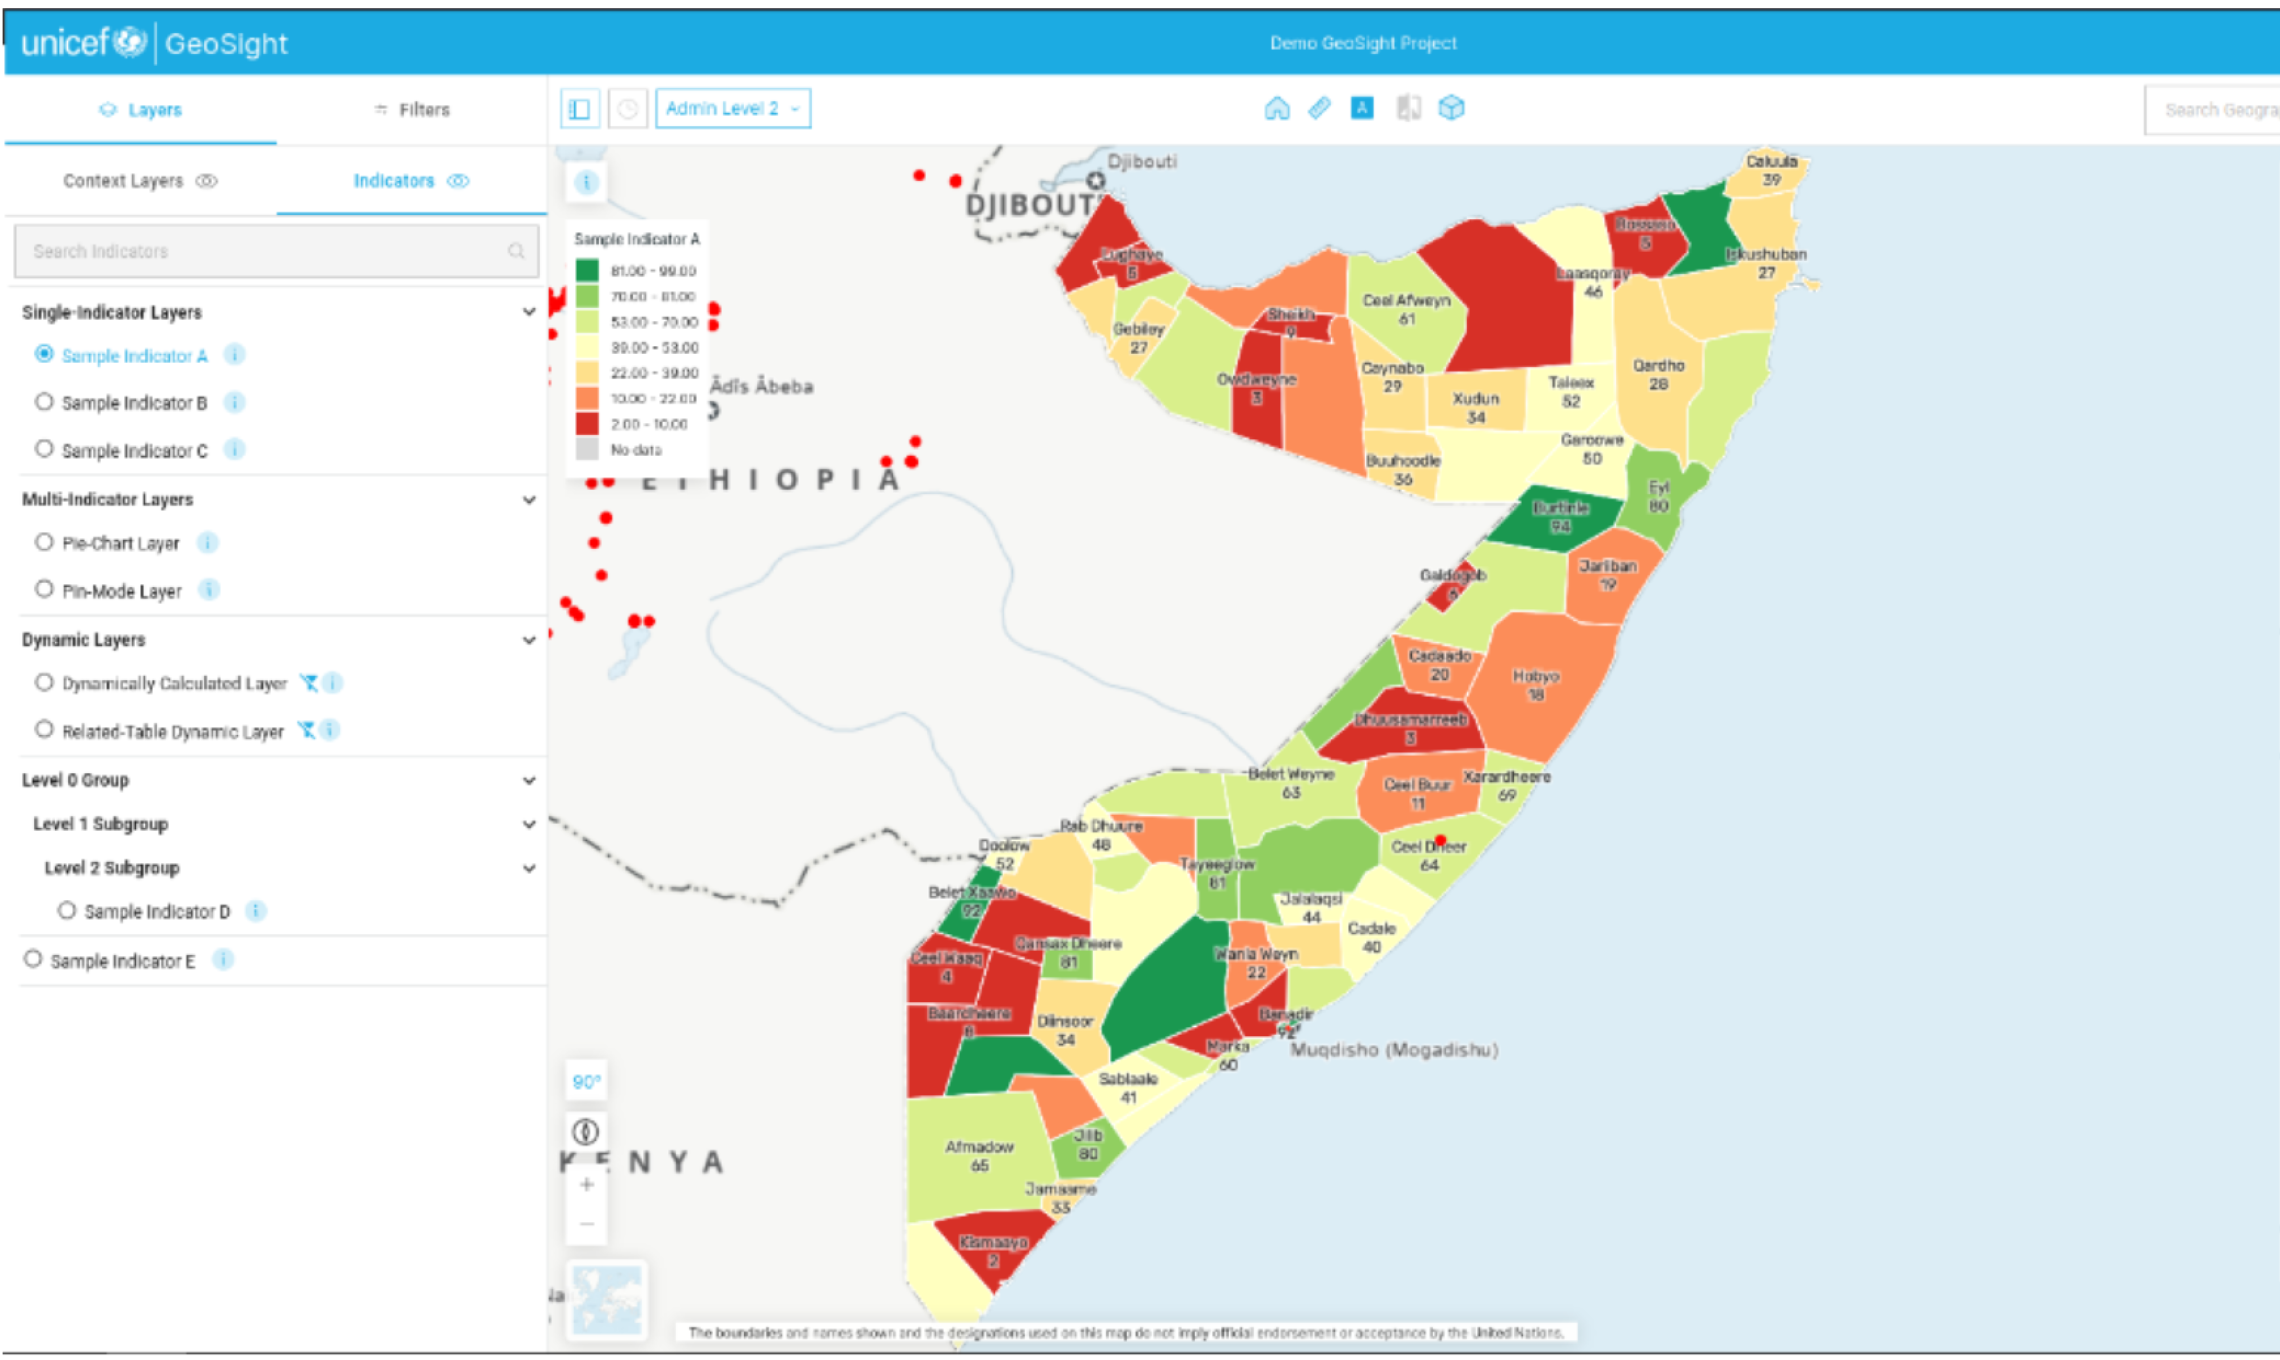 unicef | GeoSight
Demo GeoSight Project
Layers
Filters
Admin Level 2
Search Geogra
Context Layers
Indicators
Search Indicators
Single-Indicator Layers
Sample Indicator A
Sample Indicator B
Sample Indicator C
Multi-Indicator Layers
Pie-Chart Layer
Pin-Mode Layer
Dynamic Layers
Dynamically Calculated Layer
Related-Table Dynamic Layer
Level 0 Group
Level 1 Subgroup
Level 2 Subgroup
Sample Indicator D
Sample Indicator E
Sample Indicator A
81.00 - 99.00
70.00 - 81.00
53.00 - 70.00
39.00 - 53.00
22.00 - 39.00
10.00 - 22.00
2.00 - 10.00
No data
90°
Djibouti
DJIBOUTI
Ādīs Ābeba
ETHIOPIA
KENYA
Caluula
39
Bossaso
5
Iskushuban
27
Lughaye
5
Laasqoray
46
Ceel Afweyn
61
Sheikh
9
Gebiley
27
Owdweyne
3
Caynabo
29
Xudun
34
Taleex
52
Qardho
28
Garoowe
50
Buuhoodle
36
Eyl
80
Burtinle
94
Jariiban
19
Galdogob
6
Cadaado
20
Hobyo
18
Dhuusamarreeb
3
Belet Weyne
63
Ceel Buur
11
Xarardheere
69
Rab Dhuure
48
Doolow
52
Ceel Dheer
64
Tayeeglow
81
Belet Xaawo
92
Jalalaqsi
44
Cadale
40
Qansax Dheere
81
Ceel Waaq
4
Wanla Weyn
22
Baardheere
8
Diinsoor
34
Banadir
92
Muqdisho (Mogadishu)
Marka
60
Sablaale
41
Afmadow
65
Jilib
80
Jamaame
33
Kismaayo
2
The boundaries and names shown and the designations used on this map do not imply official endorsement or acceptance by the United Nations.